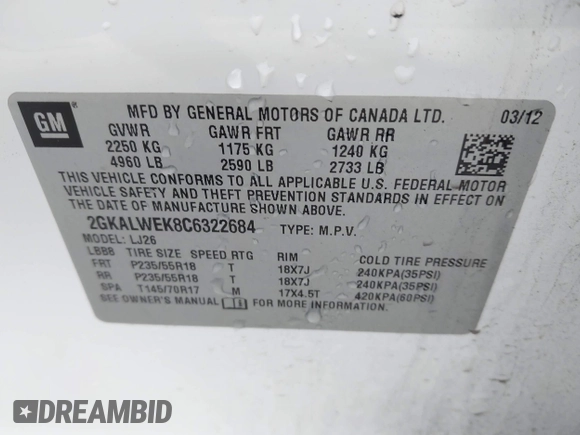 GM
MFD BY GENERAL MOTORS OF CANADA LTD. 03/12
GVWR GAWR FRT GAWR RR
2250 KG 1175 KG 1240 KG
4960 LB 2590 LB 2733 LB
THIS VEHICLE CONFORMS TO ALL APPLICABLE U.S. FEDERAL MOTOR
VEHICLE SAFETY AND THEFT PREVENTION STANDARDS IN EFFECT ON
THE DATE OF MANUFACTURE SHOWN ABOVE.
2GKALWEK8C6322684 TYPE: M.P.V.
MODEL: LJ26
LBB8 TIRE SIZE SPEED RTG RIM COLD TIRE PRESSURE
FRT P235/55R18 T 18X7J 240KPA(35PSI)
RR P235/55R18 T 18X7J 240KPA(35PSI)
SPA T145/70R17 M 17X4.5T 420KPA(60PSI)
SEE OWNER'S MANUAL FOR MORE INFORMATION.
DREAMBID